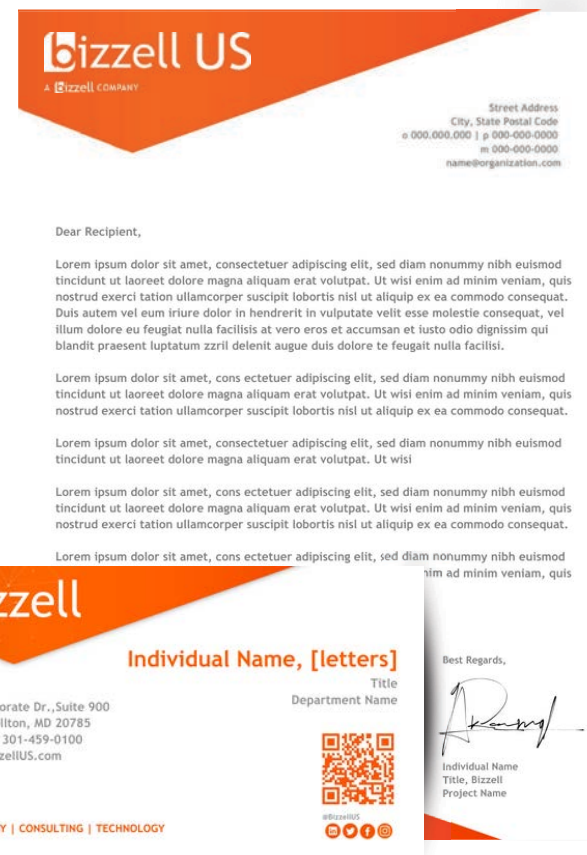 bizzell US
A bizzell COMPANY
Street Address
City, State Postal Code
o 000.000.000 | p 000-000-0000
m 000-000-0000
name@organization.com
Dear Recipient,
Lorem ipsum dolor sit amet, consectetuer adipiscing elit, sed diam nonummy nibh euismod
tincidunt ut laoreet dolore magna aliquam erat volutpat. Ut wisi enim ad minim veniam, quis
nostrud exerci tation ullamcorper suscipit lobortis nisl ut aliquip ex ea commodo consequat.
Duis autem vel eum iriure dolor in hendrerit in vulputate velit esse molestie consequat, vel
illum dolore eu feugiat nulla facilisis at vero eros et accumsan et iusto odio dignissim qui
blandit praesent luptatum zzril delenit augue duis dolore te feugait nulla facilisi.
Lorem ipsum dolor sit amet, cons ectetuer adipiscing elit, sed diam nonummy nibh euismod
tincidunt ut laoreet dolore magna aliquam erat volutpat. Ut wisi enim ad minim veniam, quis
nostrud exerci tation ullamcorper suscipit lobortis nisl ut aliquip ex ea commodo consequat.
Lorem ipsum dolor sit amet, consectetuer adipiscing elit, sed diam nonummy nibh euismod
tincidunt ut laoreet dolore magna aliquam erat volutpat. Ut wisi
Lorem ipsum dolor sit amet, cons ectetuer adipiscing elit, sed diam nonummy nibh euismod
tincidunt ut laoreet dolore magna aliquam erat volutpat. Ut wisi enim ad minim veniam, quis
nostrud exerci tation ullamcorper suscipit lobortis nisl ut aliquip ex ea commodo consequat.
Lorem ipsum dolor sit amet, cons ectetuer adipiscing elit, sed diam nonummy nibh euismod
nim ad minim veniam, quis
Best Regards,
Individual Name
Title, Bizzell
Project Name
zzell
Individual Name, [letters]
Title
Department Name
orate Dr.,Suite 900
llton, MD 20785
301-459-0100
zellUS.com
@BizzellUS
Y | CONSULTING | TECHNOLOGY